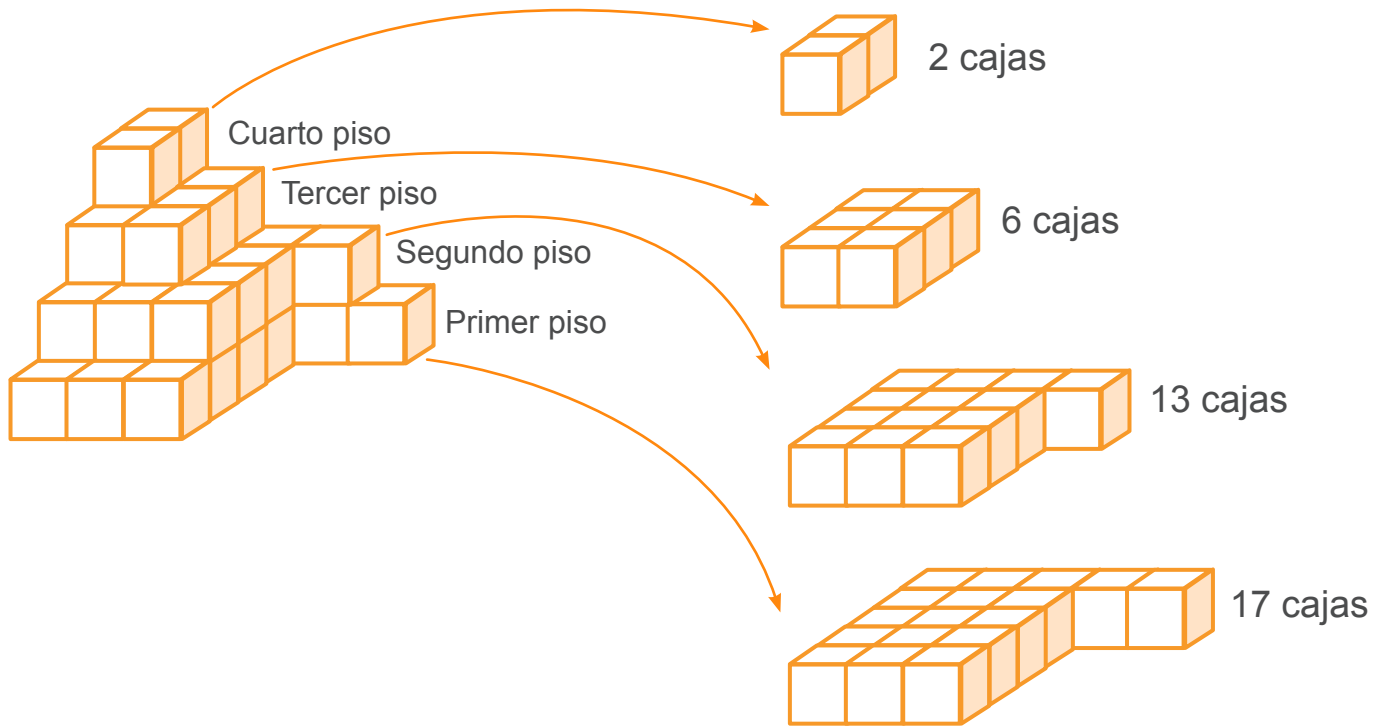 2 cajas
Cuarto piso
Tercer piso
6 cajas
Segundo piso
Primer piso
13 cajas
17 cajas